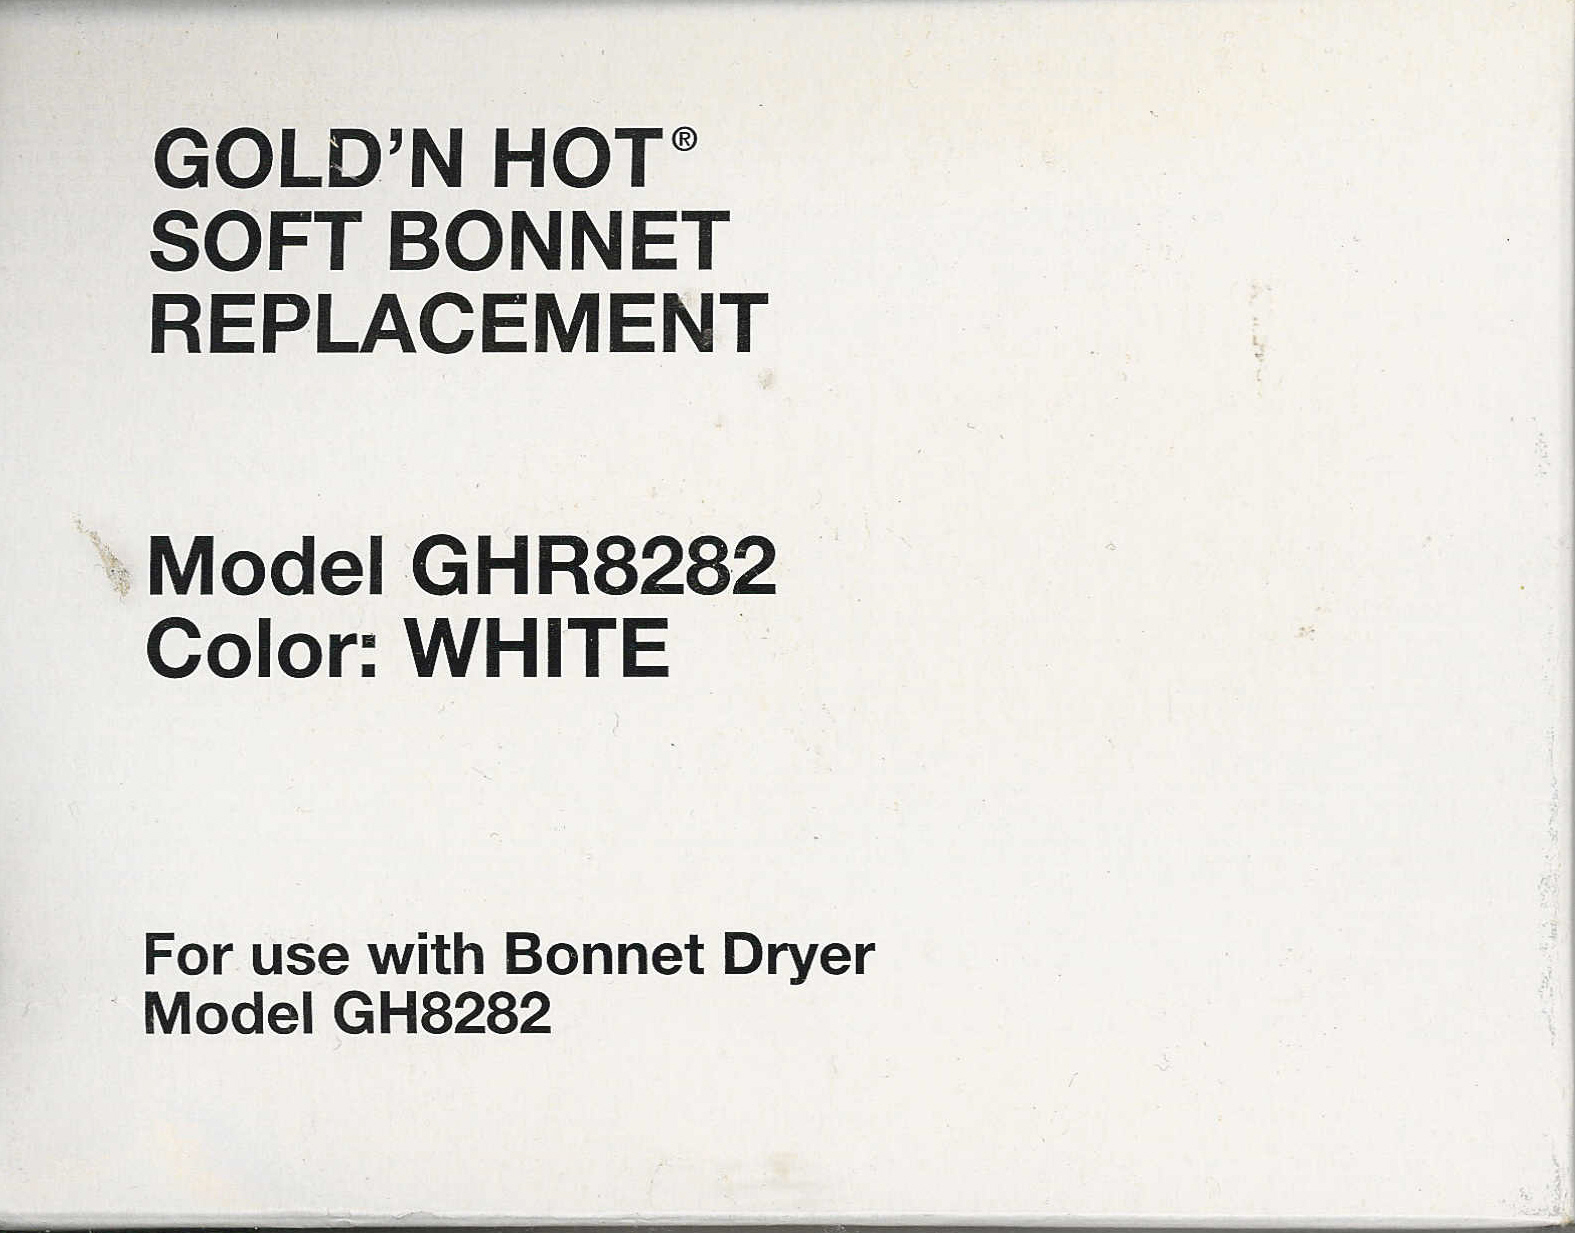 GOLD’N HOT®
SOFT BONNET
REPLACEMENT
Model GHR8282
Color: WHITE
For use with Bonnet Dryer
Model GH8282